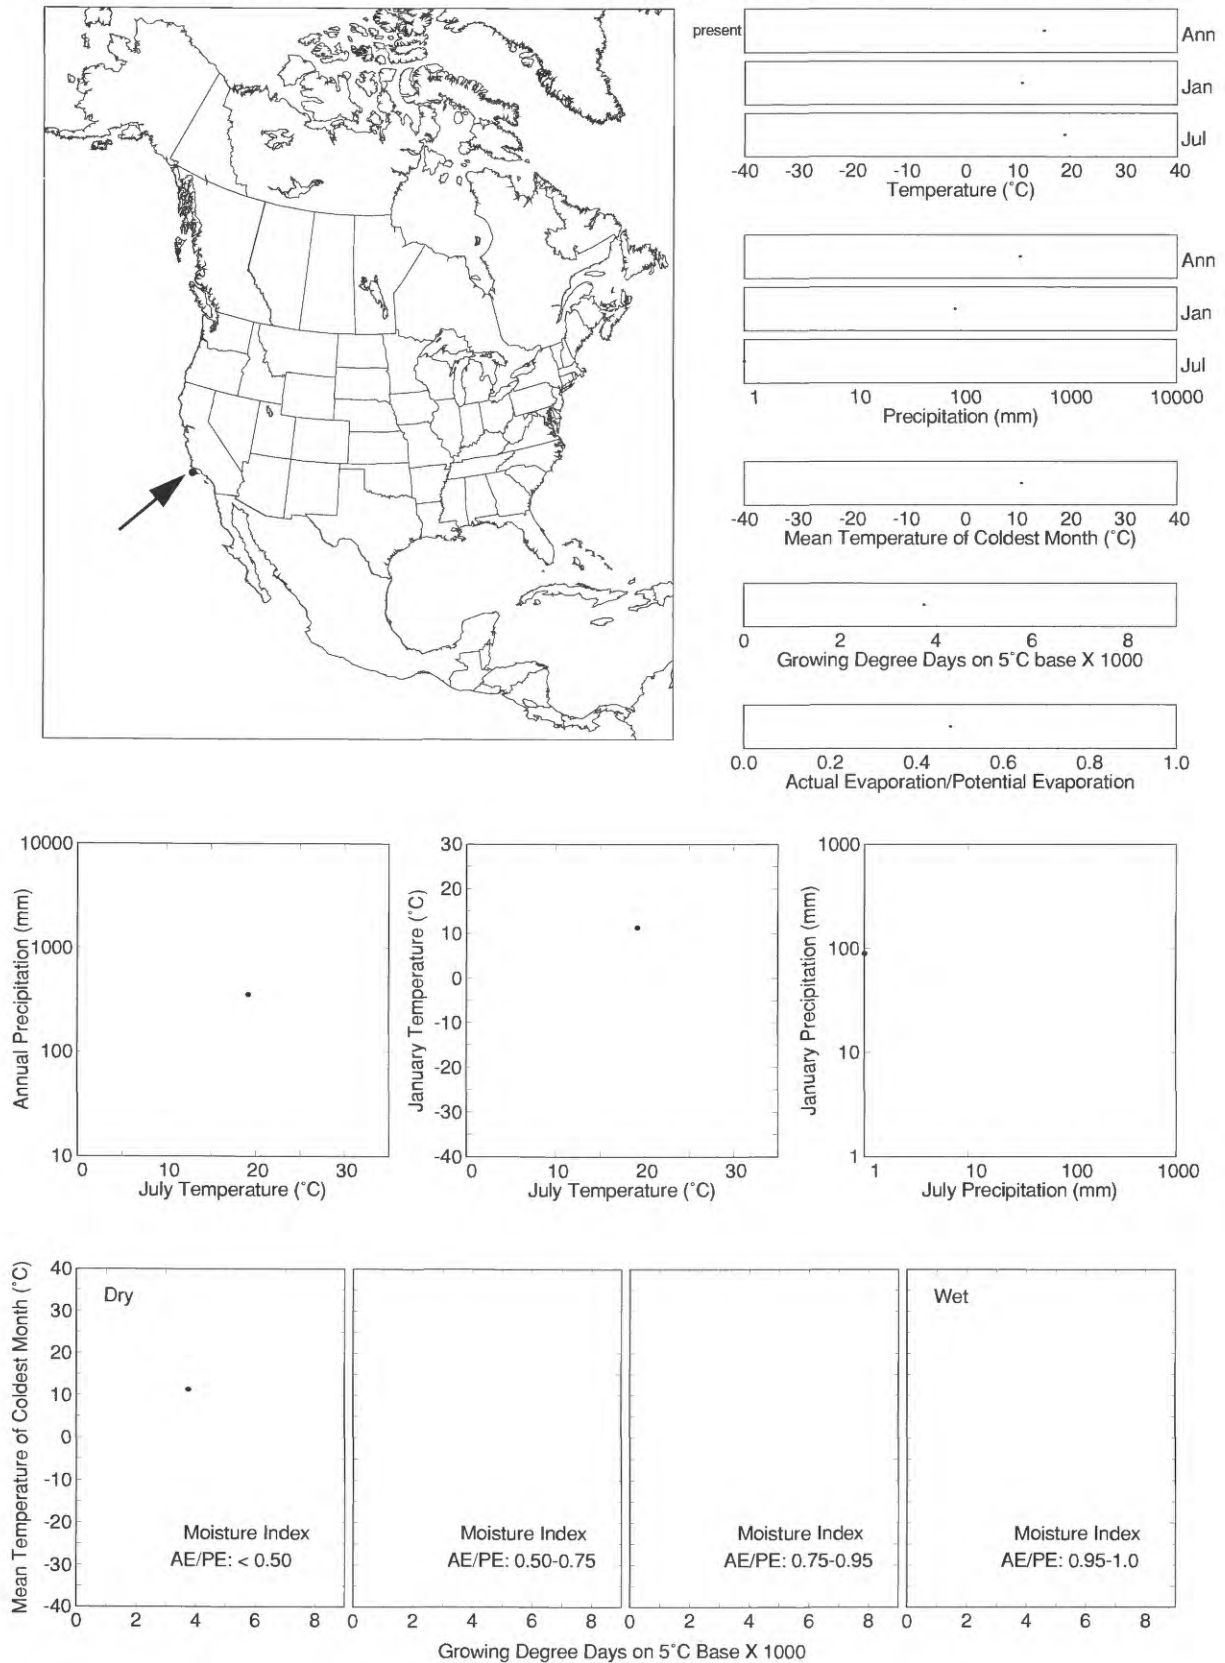 present
Ann
Jan
Jul
-40 -30 -20 -10 0 10 20 30 40
Temperature (˚C)
Ann
Jan
Jul
1 10 100 1000 10000
Precipitation (mm)
-40 -30 -20 -10 0 10 20 30 40
Mean Temperature of Coldest Month (˚C)
0 2 4 6 8
Growing Degree Days on 5˚C base X 1000
0.0 0.2 0.4 0.6 0.8 1.0
Actual Evaporation/Potential Evaporation
Annual Precipitation (mm)
10000
1000
100
10
0 10 20 30
July Temperature (˚C)
January Temperature (˚C)
30
20
10
0
-10
-20
-30
-40
0 10 20 30
July Temperature (˚C)
January Precipitation (mm)
1000
100
10
1
1 10 100 1000
July Precipitation (mm)
Mean Temperature of Coldest Month (˚C)
40
30
20
10
0
-10
-20
-30
-40
Dry
Moisture Index
AE/PE: < 0.50
0 2 4 6 8
Moisture Index
AE/PE: 0.50-0.75
0 2 4 6 8
Moisture Index
AE/PE: 0.75-0.95
0 2 4 6 8
Wet
Moisture Index
AE/PE: 0.95-1.0
0 2 4 6 8
Growing Degree Days on 5˚C Base X 1000